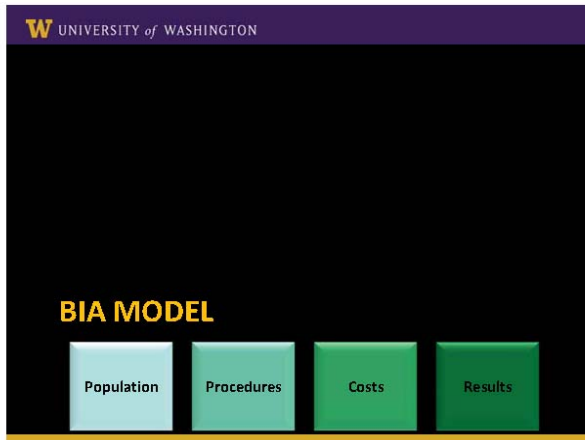 W UNIVERSITY of WASHINGTON
BIA MODEL
Population Procedures Costs Results